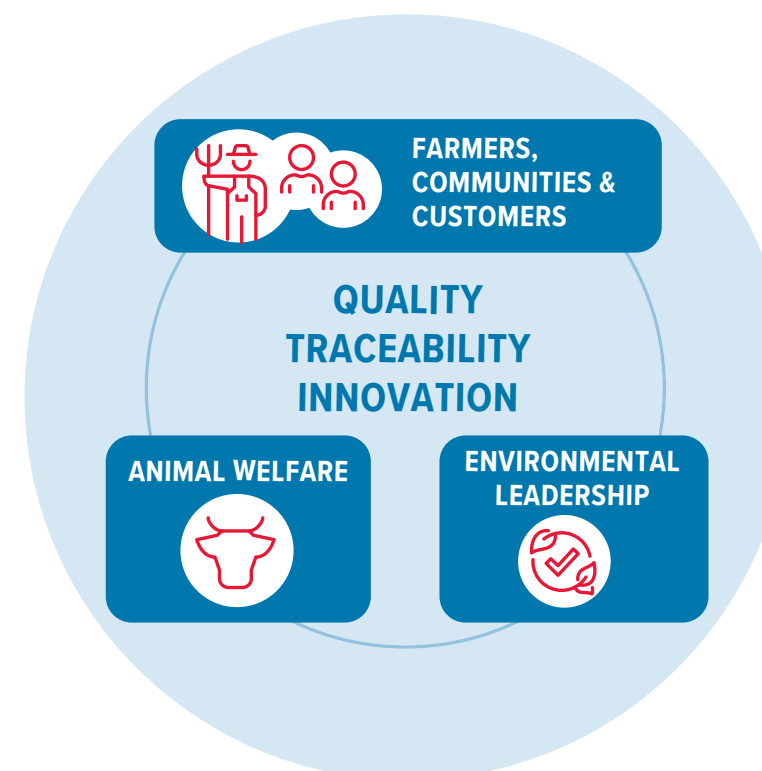 FARMERS,
COMMUNITIES &
CUSTOMERS
QUALITY
TRACEABILITY
INNOVATION
ANIMAL WELFARE
ENVIRONMENTAL
LEADERSHIP